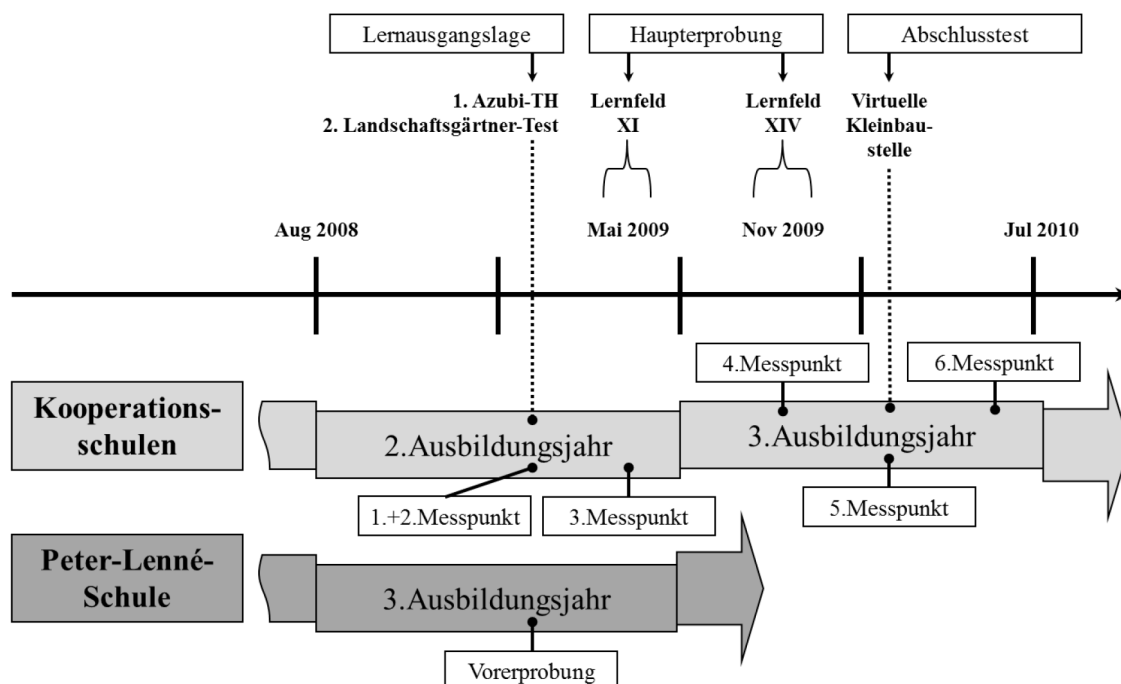 Lernausgangslage
Haupterprobung
Abschlusstest
1. Azubi-TH
2. Landschaftsgärtner-Test
Lernfeld
XI
Lernfeld
XIV
Virtuelle
Kleinbau-
stelle
Aug 2008
Mai 2009
Nov 2009
Jul 2010
4.Messpunkt
6.Messpunkt
Kooperations-
schulen
2.Ausbildungsjahr
3.Ausbildungsjahr
1.+2.Messpunkt
3.Messpunkt
5.Messpunkt
Peter-Lenné-
Schule
3.Ausbildungsjahr
Vorerprobung